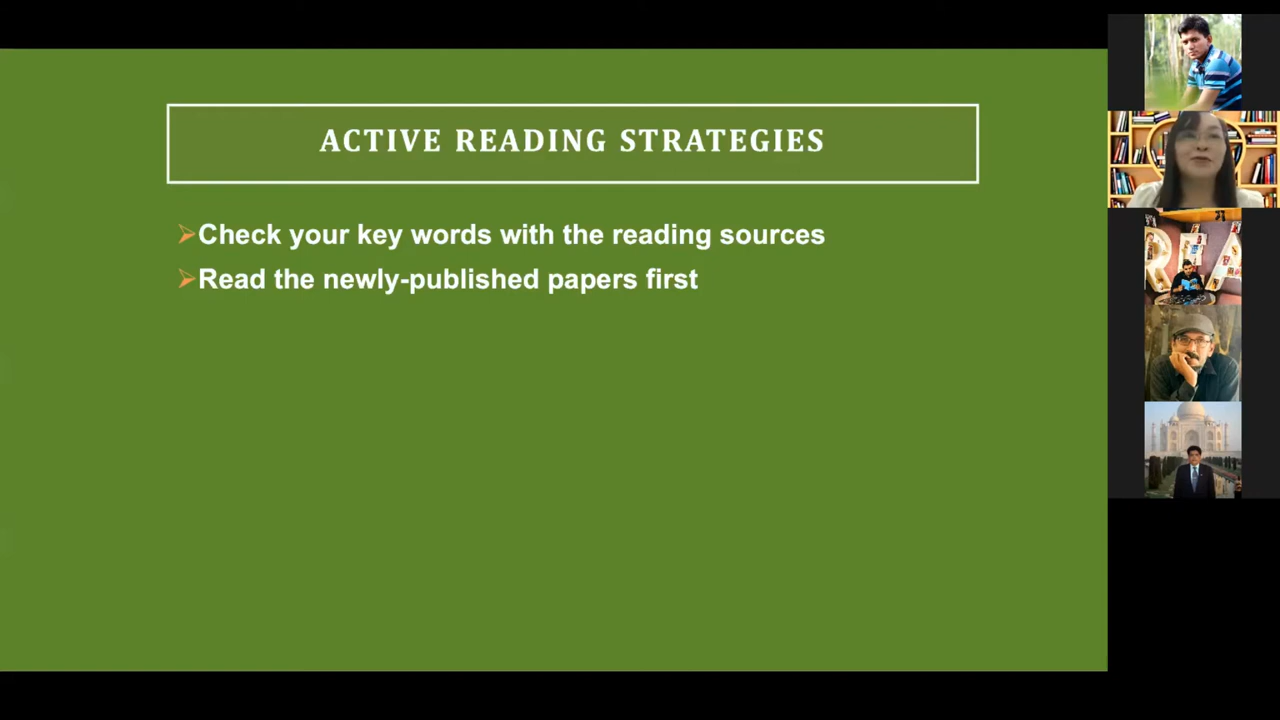 ACTIVE READING STRATEGIES
➢Check your key words with the reading sources
➢Read the newly-published papers first